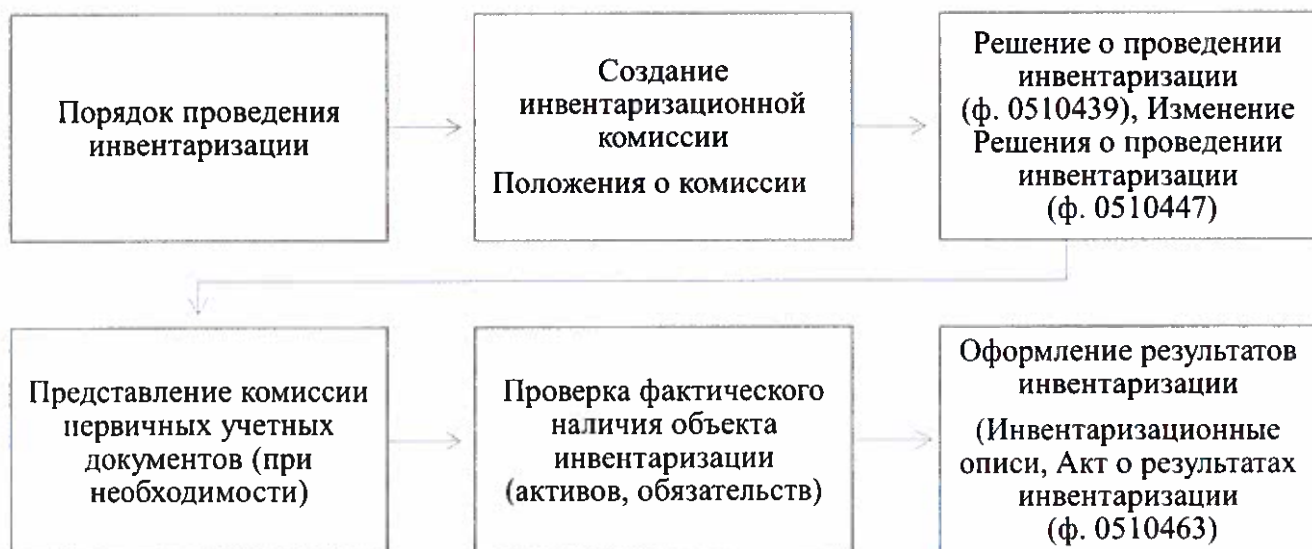 Порядок проведения
инвентаризации
Создание
инвентаризационной
комиссии
Положения о комиссии
Решение о проведении
инвентаризации
(ф. 0510439), Изменение
Решения о проведении
инвентаризации
(ф. 0510447)
Представление комиссии
первичных учетных
документов (при
необходимости)
Проверка фактического
наличия объекта
инвентаризации
(активов, обязательств)
Оформление результатов
инвентаризации
(Инвентаризационные
описи, Акт о результатах
инвентаризации
(ф. 0510463)